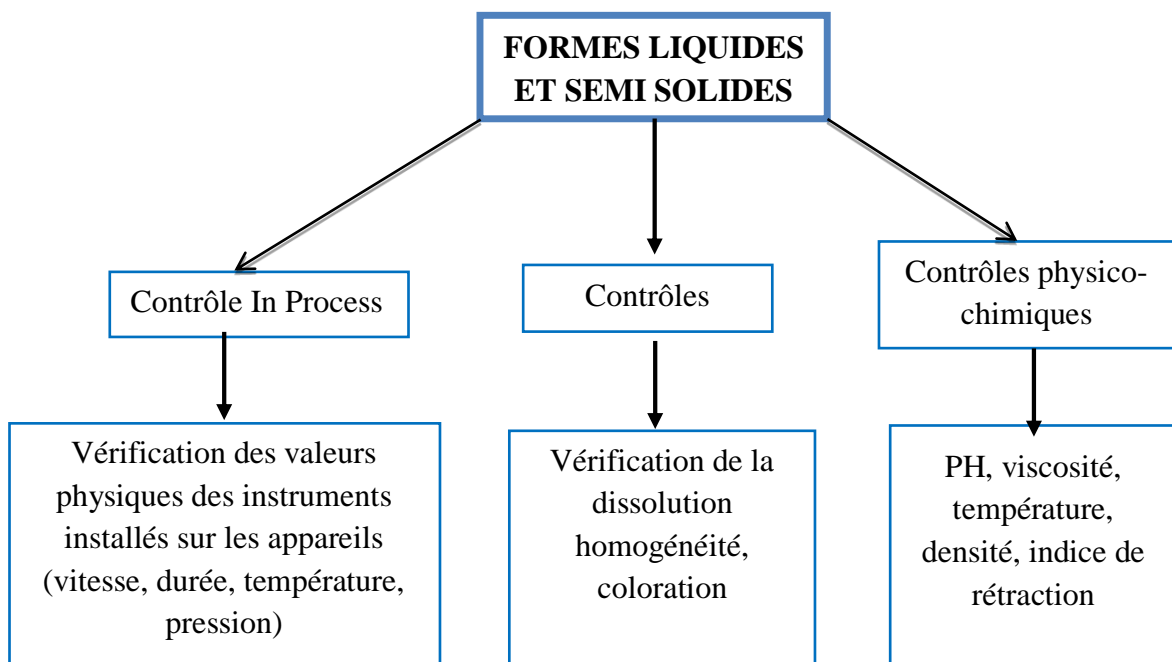 FORMES LIQUIDES
ET SEMI SOLIDES
Contrôle In Process
Contrôles
Contrôles physico-
chimiques
Vérification des valeurs
physiques des instruments
installés sur les appareils
(vitesse, durée, température,
pression)
Vérification de la
dissolution
homogénéité,
coloration
PH, viscosité,
température,
densité, indice de
rétraction